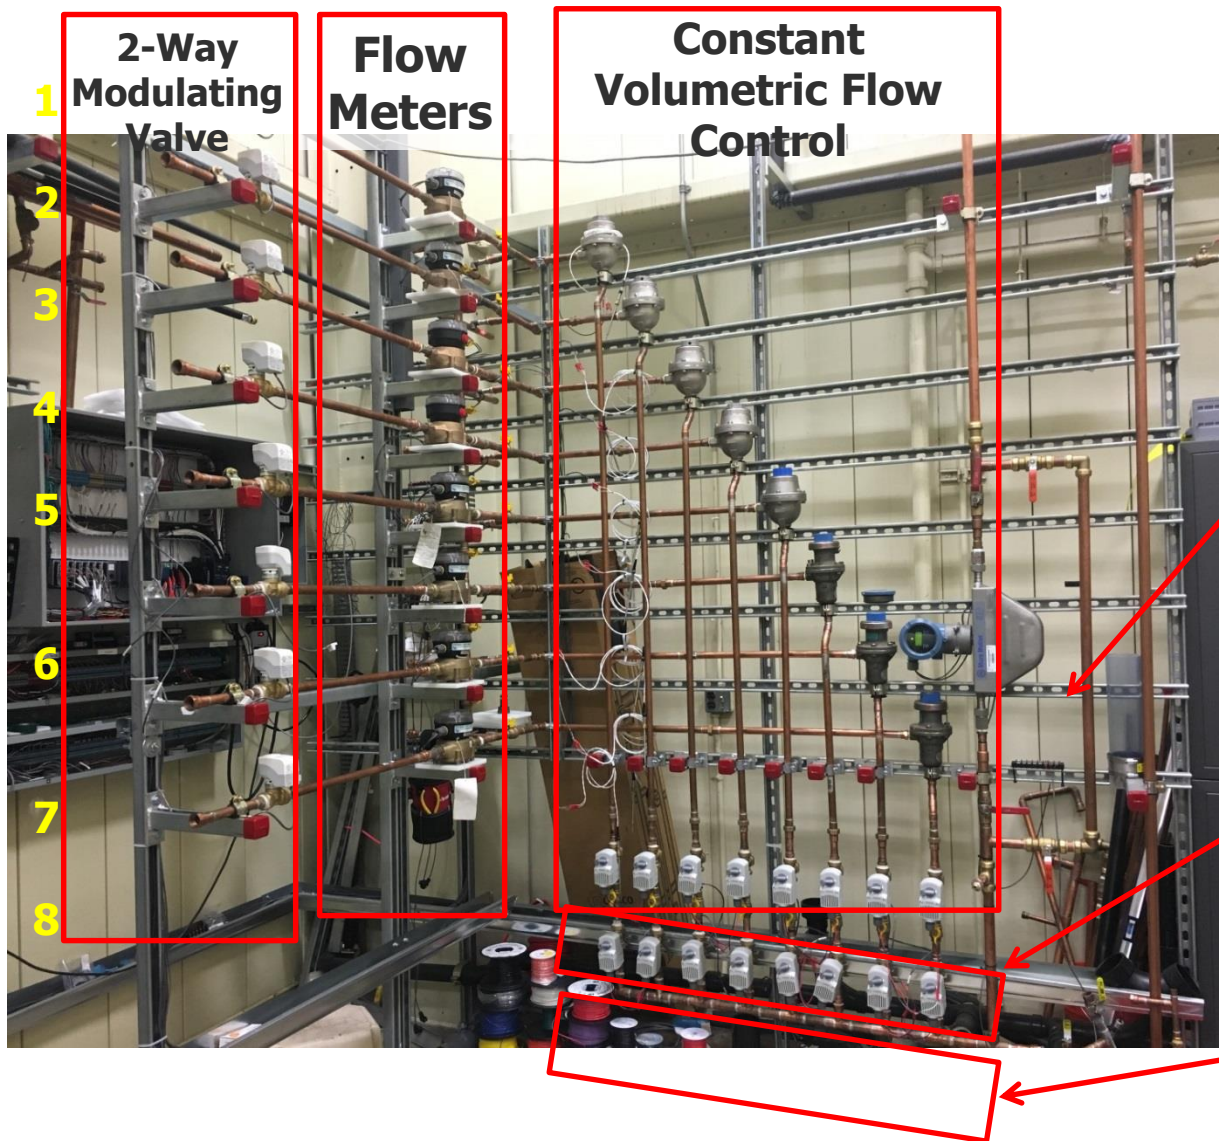 2-Way
Modulating
Valve
Flow
Meters
Constant
Volumetric Flow
Control
1
2
3
4
5
6
7
8